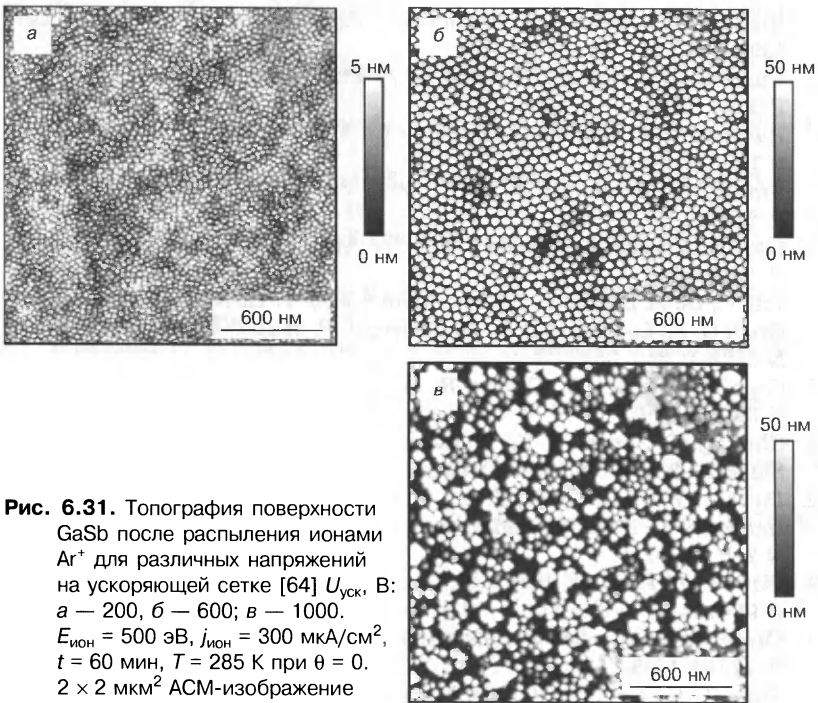 а
5 нм
0 нм
600 нм
б
50 нм
0 нм
600 нм
в
50 нм
0 нм
600 нм
Рис. 6.31. Топография поверхности
GaSb после распыления ионами
Ar⁺ для различных напряжений
на ускоряющей сетке [64] Uуск, В:
а — 200, б — 600; в — 1000.
Eион = 500 эВ, jион = 300 мкА/см²,
t = 60 мин, T = 285 К при θ = 0.
2 × 2 мкм² АСМ-изображение